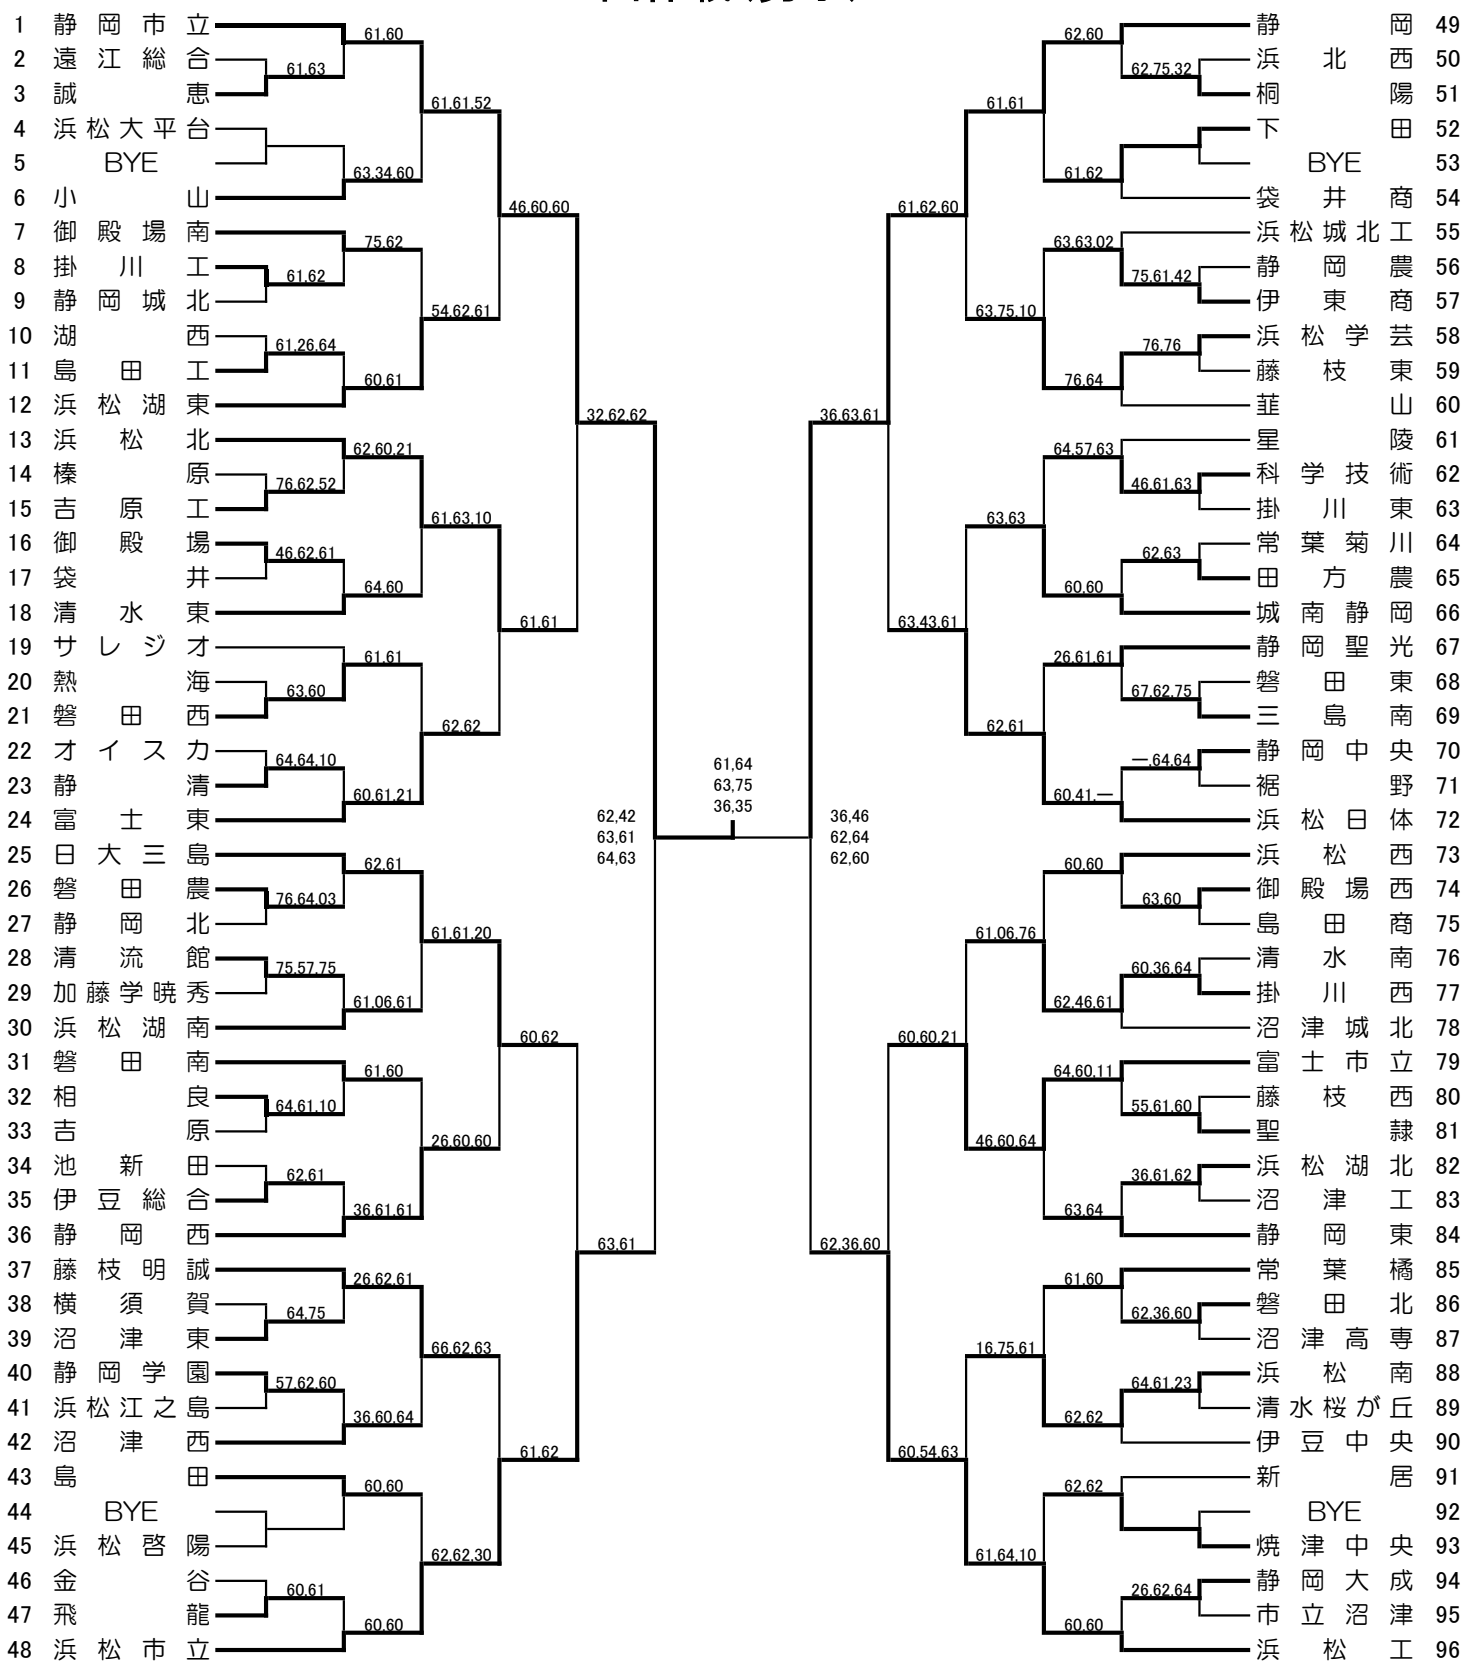 1 静岡市立
2 遠江総合
3 誠恵
4 浜松大平台
5 BYE
6 小山
7 御殿場南
8 掛川工
9 静岡城北
10 湖西
11 島田工
12 浜松湖東
13 浜松北
14 榛原
15 吉原工
16 御殿場
17 袋井
18 清水東
19 サレジオ
20 熱海
21 磐田西
22 オイスカ
23 静清
24 富士東
25 日大三島
26 磐田農
27 静岡北
28 清流館
29 加藤学暁秀
30 浜松湖南
31 磐田南
32 相良
33 吉原
34 池新田
35 伊豆総合
36 静岡西
37 藤枝明誠
38 横須賀
39 沼津東
40 静岡学園
41 浜松江之島
42 沼津西
43 島田
44 BYE
45 浜松啓陽
46 金谷
47 飛龍
48 浜松市立
61.63
61.62
61,26,64
76,62,52
46,62,61
63,60
64,64,10
76,64,03
75,57,75
64,61,10
62,61
64,75
57,62,60
60,61
61,60
63,34,60
75,62
60,61
62,60,21
64,60
61,61
60,61,21
62,61
61,06,61
61,60
36,61,61
26,62,61
36,60,64
60,60
60,60
61,61,52
54,62,61
61,63,10
62,62
61,61,20
26,60,60
66,62,63
62,62,30
46,60,60
61,61
60,62
61,62
32,62,62
63,61
62,42
63,61
64,63
61,64
63,75
36,35
36,46
62,64
62,60
36,63,61
62,36,60
61,62,60
63,43,61
60,60,21
60,54,63
61,61
63,75,10
63,63
62,61
61,06,76
46,60,64
16,75,61
61,64,10
62,60
61,62
63,63,02
76,64
64,57,63
60,60
26,61,61
60,41,—
60,60
62,46,61
64,60,11
63,64
61,60
62,62
62,62
60,60
62,75,32
75,61,42
76,76
46,61,63
62,63
67,62,75
—,64,64
63,60
60,36,64
55,61,60
36,61,62
62,36,60
64,61,23
26,62,64
静岡 49
浜北西 50
桐陽 51
下田 52
BYE 53
袋井商 54
浜松城北工 55
静岡農 56
伊東商 57
浜松学芸 58
藤枝東 59
韮山 60
星陵 61
科学技術 62
掛川東 63
常葉菊川 64
田方農 65
城南静岡 66
静岡聖光 67
磐田東 68
三島南 69
静岡中央 70
裾野 71
浜松日体 72
浜松西 73
御殿場西 74
島田商 75
清水南 76
掛川西 77
沼津城北 78
富士市立 79
藤枝西 80
聖隷 81
浜松湖北 82
沼津工 83
静岡東 84
常葉橘 85
磐田北 86
沼津高専 87
浜松南 88
清水桜が丘 89
伊豆中央 90
新居 91
BYE 92
焼津中央 93
静岡大成 94
市立沼津 95
浜松工 96